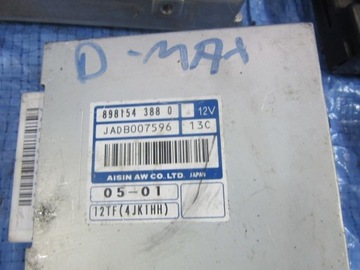 D-MAX
898154 388 0 12V
JADB007596 13C
AISIN AW CO.,LTD. JAPAN
05-01
12TF(4JK1HH)